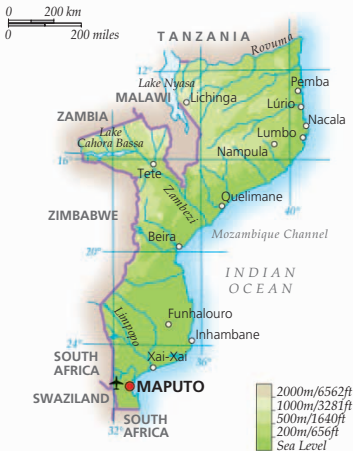 0 200 km
0 200 miles
TANZANIA
Rovuma
12°
Lake Nyasa
Pemba
MALAWI
Lichinga
Lúrio
ZAMBIA
Nacala
Lake
Cahora Bassa
Lumbo
Nampula
16°
Tete
Zambezi
Quelimane
40°
ZIMBABWE
Beira
Mozambique Channel
20°
INDIAN
OCEAN
Limpopo
Funhalouro
Inhambane
24°
SOUTH
AFRICA
Xai-Xai
36°
MAPUTO
SWAZILAND
SOUTH
AFRICA
32°
2000m/6562ft
1000m/3281ft
500m/1640ft
200m/656ft
Sea Level